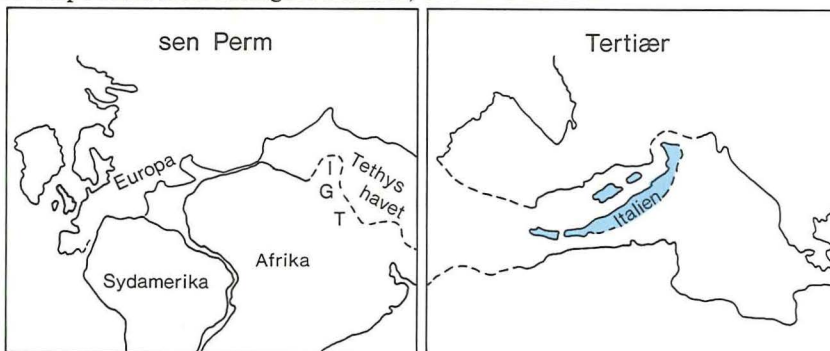 sen Perm
Europa
Tethys
havet
I
G
T
Sydamerika
Afrika
Tertiær
Italien